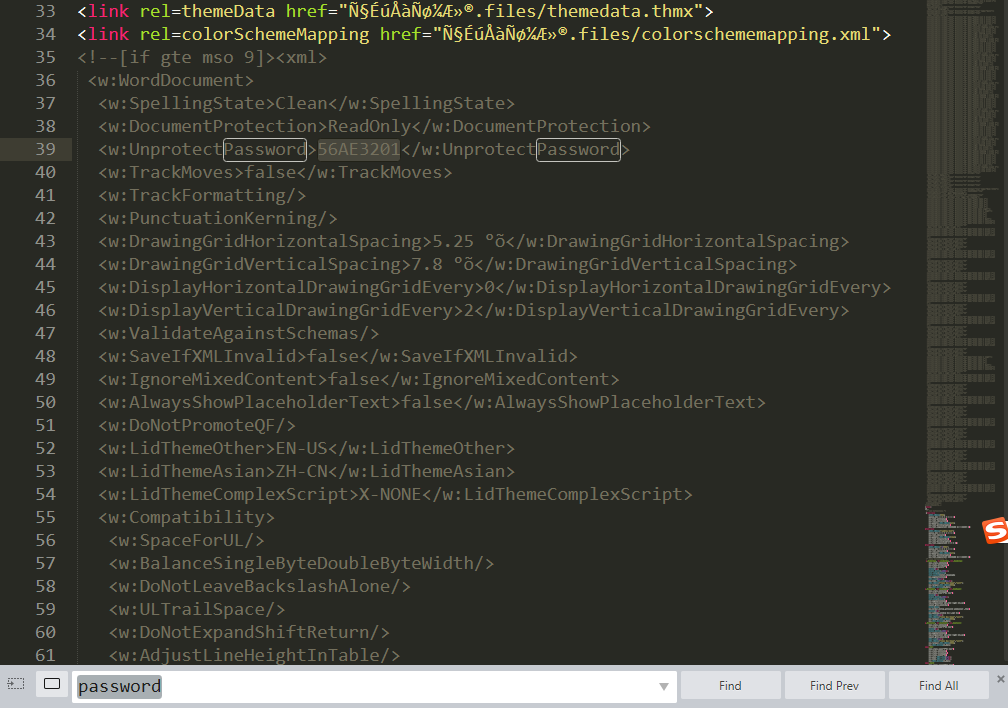 33 <link rel=themeData href="Ñ§ÉúÅàÑø¼Æ»®.files/themedata.thmx">
34 <link rel=colorSchemeMapping href="Ñ§ÉúÅàÑø¼Æ»®.files/colorschememapping.xml">
35 <!--[if gte mso 9]><xml>
36 <w:WordDocument>
37 <w:SpellingState>Clean</w:SpellingState>
38 <w:DocumentProtection>ReadOnly</w:DocumentProtection>
39 <w:UnprotectPassword>56AE3201</w:UnprotectPassword>
40 <w:TrackMoves>false</w:TrackMoves>
41 <w:TrackFormatting/>
42 <w:PunctuationKerning/>
43 <w:DrawingGridHorizontalSpacing>5.25 °õ</w:DrawingGridHorizontalSpacing>
44 <w:DrawingGridVerticalSpacing>7.8 °õ</w:DrawingGridVerticalSpacing>
45 <w:DisplayHorizontalDrawingGridEvery>0</w:DisplayHorizontalDrawingGridEvery>
46 <w:DisplayVerticalDrawingGridEvery>2</w:DisplayVerticalDrawingGridEvery>
47 <w:ValidateAgainstSchemas/>
48 <w:SaveIfXMLInvalid>false</w:SaveIfXMLInvalid>
49 <w:IgnoreMixedContent>false</w:IgnoreMixedContent>
50 <w:AlwaysShowPlaceholderText>false</w:AlwaysShowPlaceholderText>
51 <w:DoNotPromoteQF/>
52 <w:LidThemeOther>EN-US</w:LidThemeOther>
53 <w:LidThemeAsian>ZH-CN</w:LidThemeAsian>
54 <w:LidThemeComplexScript>X-NONE</w:LidThemeComplexScript>
55 <w:Compatibility>
56 <w:SpaceForUL/>
57 <w:BalanceSingleByteDoubleByteWidth/>
58 <w:DoNotLeaveBackslashAlone/>
59 <w:ULTrailSpace/>
60 <w:DoNotExpandShiftReturn/>
61 <w:AdjustLineHeightInTable/>
password Find Find Prev Find All